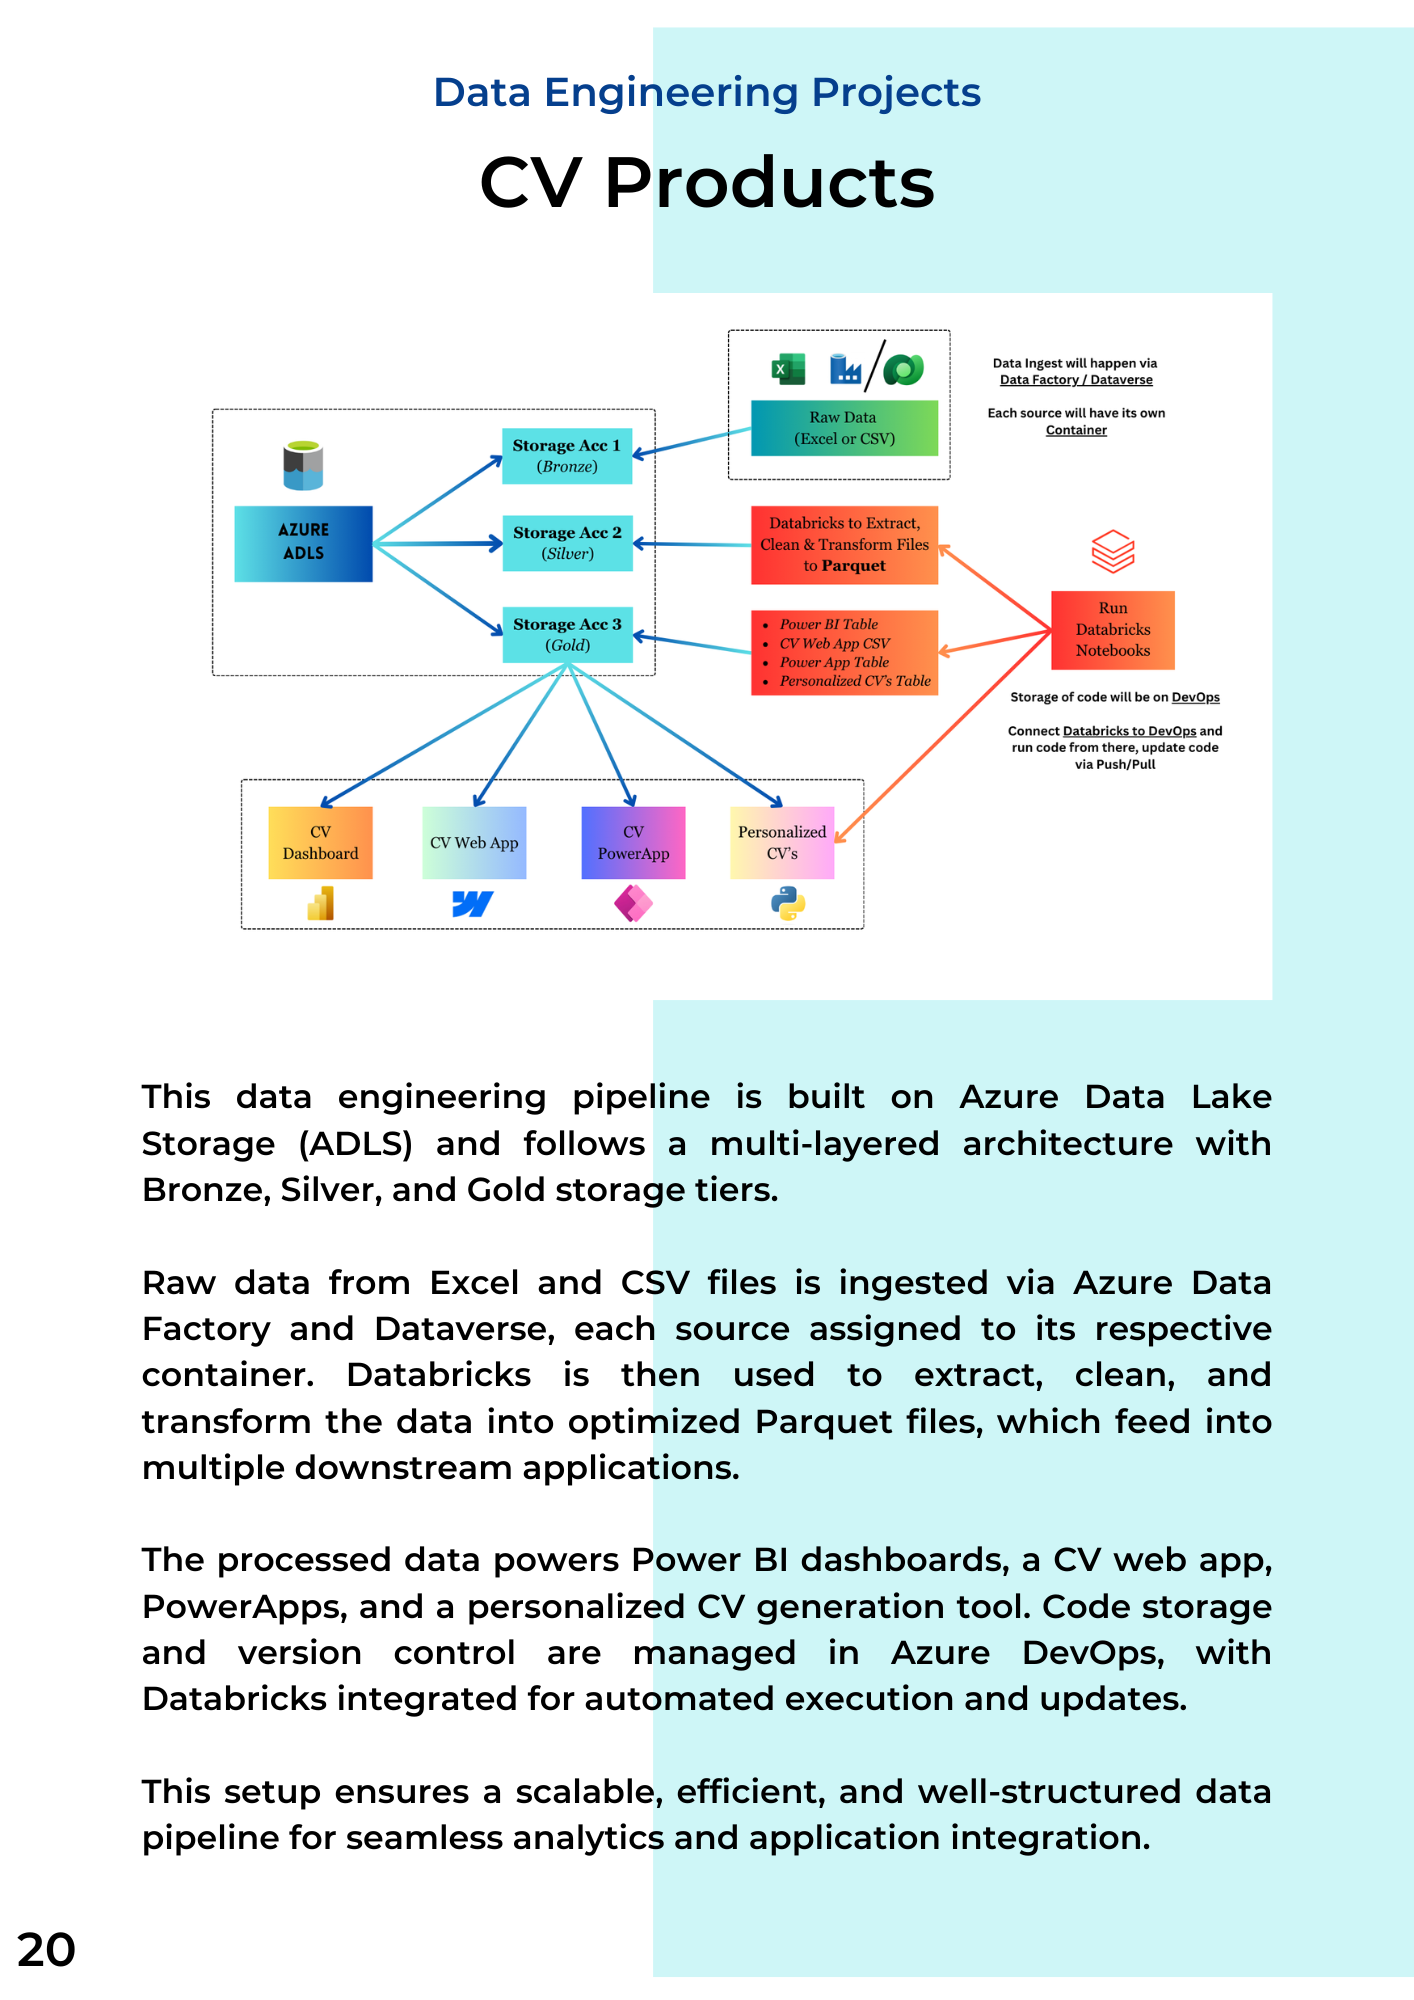 Data Engineering Projects
CV Products
Raw Data
(Excel or CSV)
Data Ingest will happen via
Data Factory / Dataverse
Each source will have its own
Container
AZURE
ADLS
Storage Acc 1
(Bronze)
Storage Acc 2
(Silver)
Storage Acc 3
(Gold)
Databricks to Extract,
Clean & Transform Files
to Parquet
• Power BI Table
• CV Web App CSV
• Power App Table
• Personalized CV's Table
Run
Databricks
Notebooks
Storage of code will be on DevOps
Connect Databricks to DevOps and
run code from there, update code
via Push/Pull
CV
Dashboard
CV Web App
CV
PowerApp
Personalized
CV's
This data engineering pipeline is built on Azure Data Lake
Storage (ADLS) and follows a multi-layered architecture with
Bronze, Silver, and Gold storage tiers.
Raw data from Excel and CSV files is ingested via Azure Data
Factory and Dataverse, each source assigned to its respective
container. Databricks is then used to extract, clean, and
transform the data into optimized Parquet files, which feed into
multiple downstream applications.
The processed data powers Power BI dashboards, a CV web app,
PowerApps, and a personalized CV generation tool. Code storage
and version control are managed in Azure DevOps, with
Databricks integrated for automated execution and updates.
This setup ensures a scalable, efficient, and well-structured data
pipeline for seamless analytics and application integration.
20